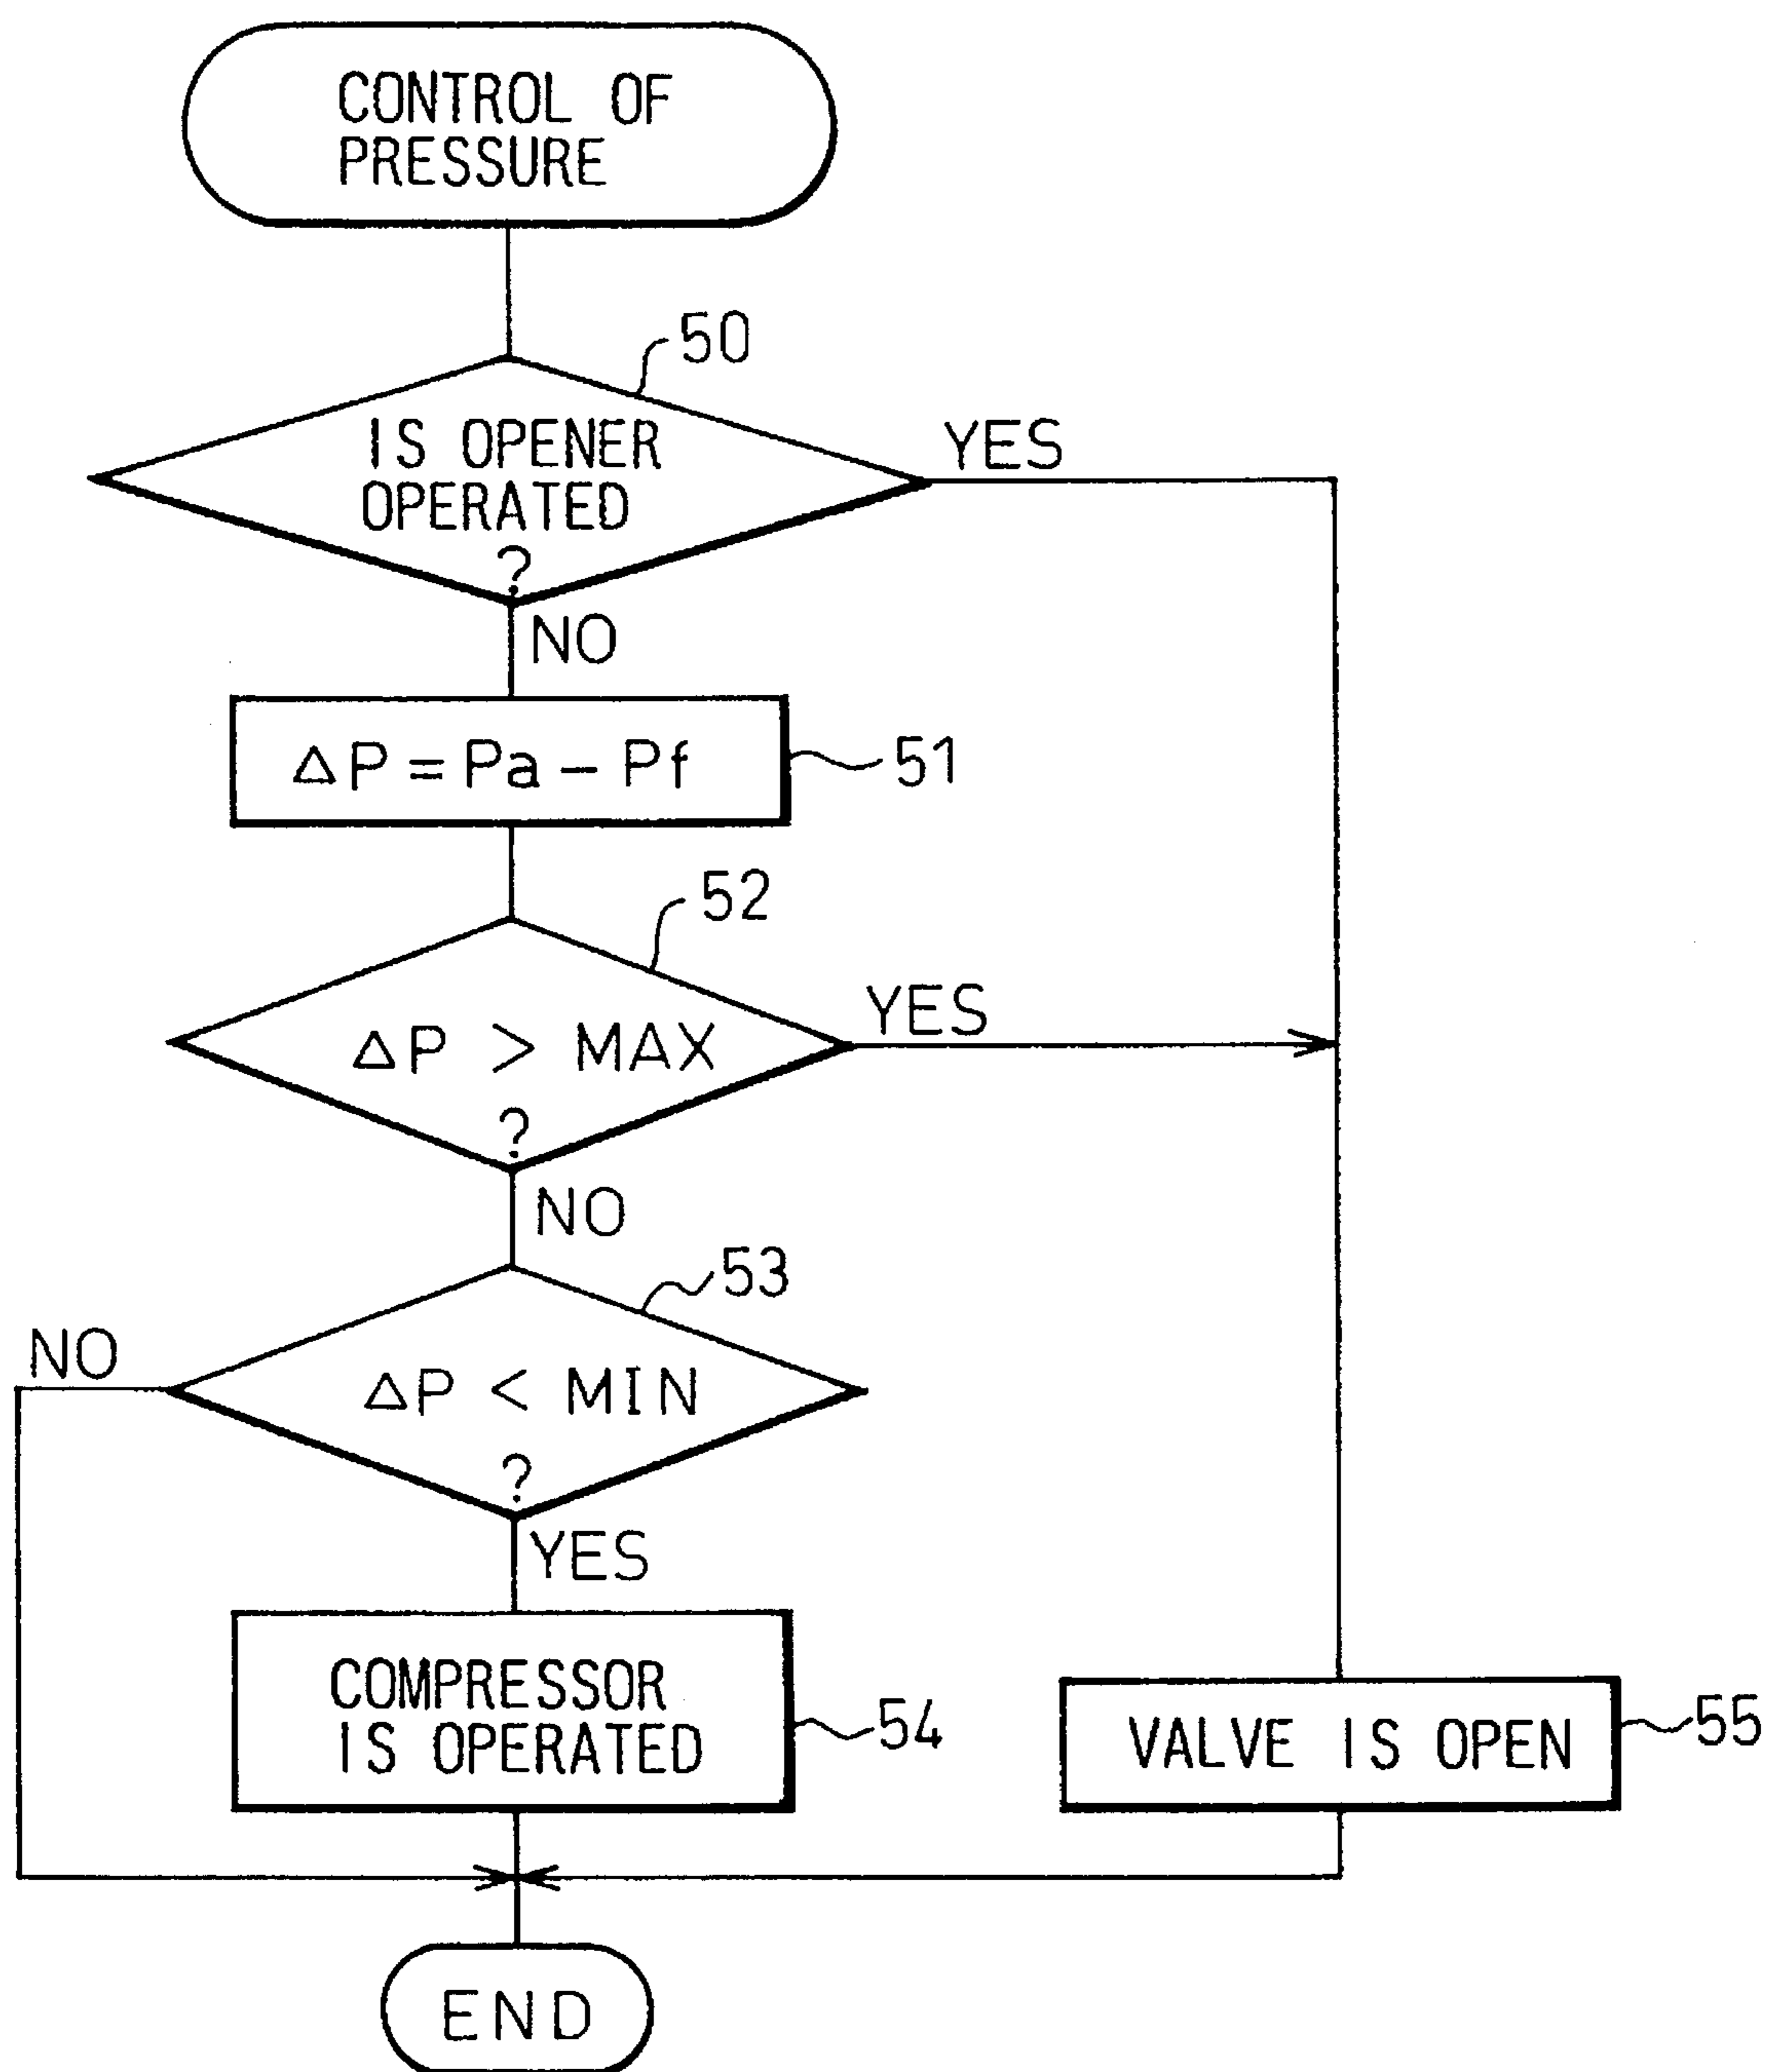 CONTROL OF
PRESSURE
50
IS OPENER
OPERATED
?
YES
NO
ΔP = Pa - Pf
51
52
ΔP > MAX
?
YES
NO
53
ΔP < MIN
?
NO
YES
COMPRESSOR
IS OPERATED
54
VALVE IS OPEN
55
END